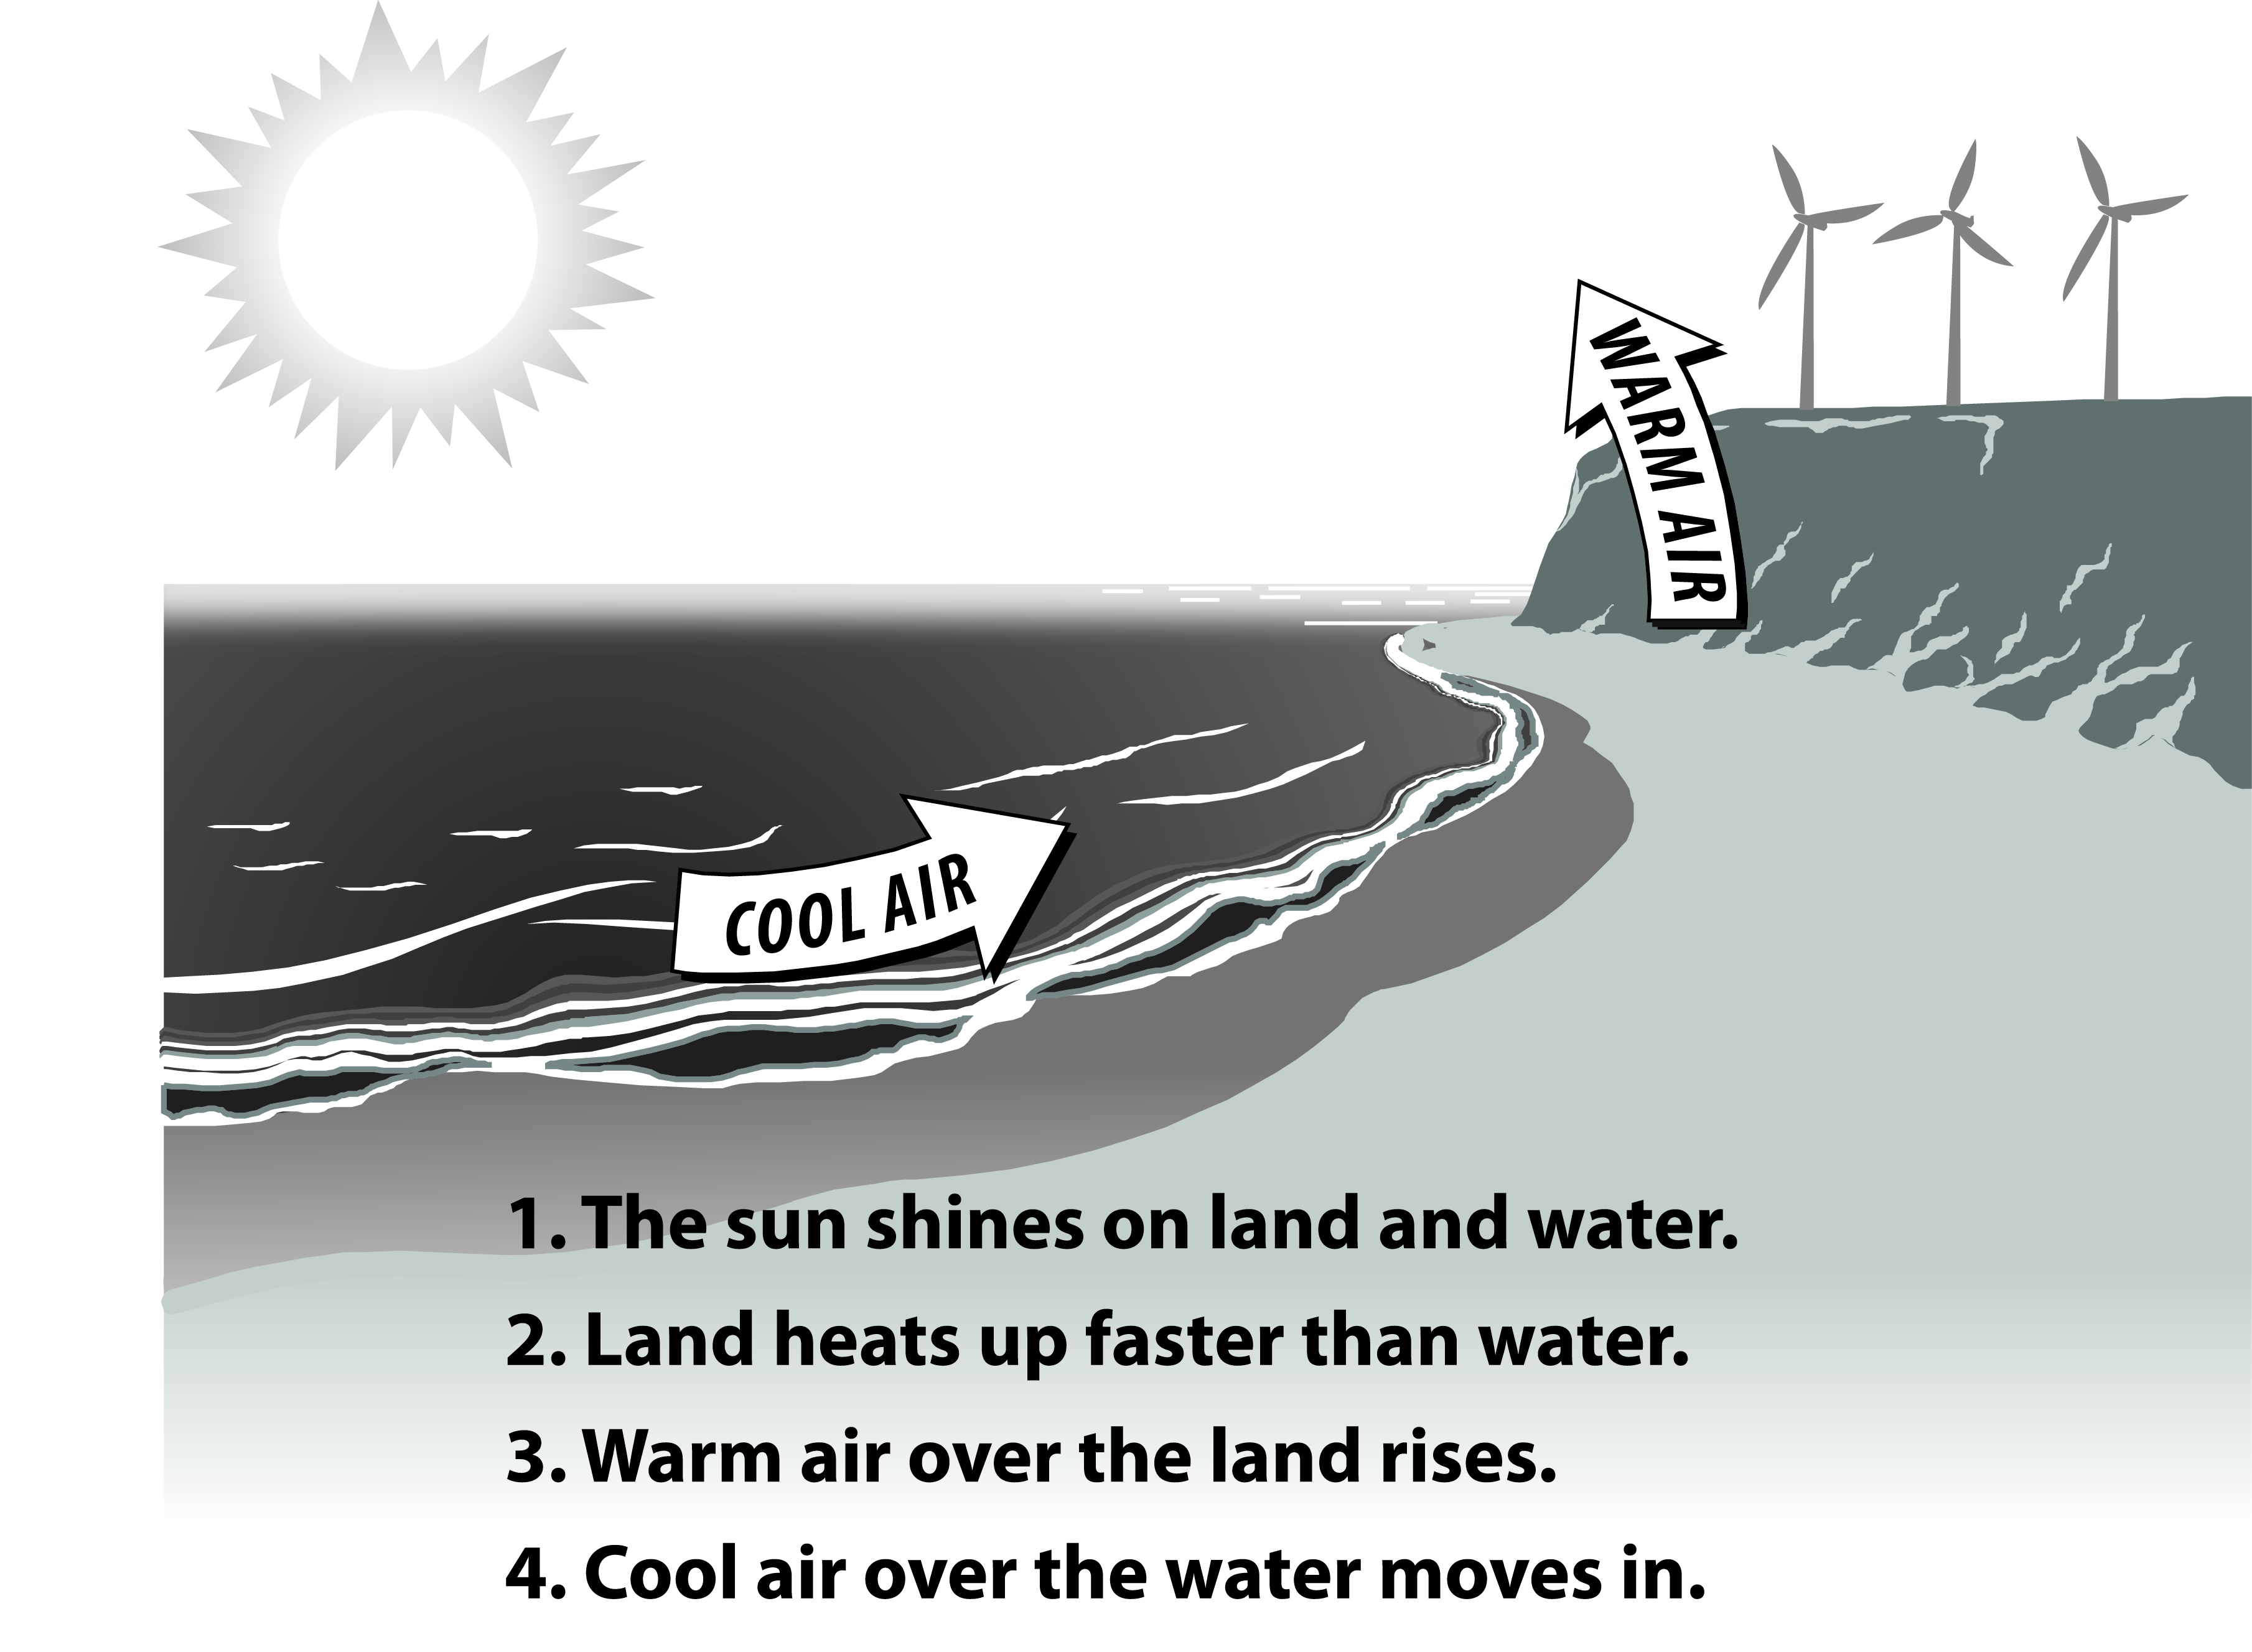 WARM AIR
COOL AIR
1. The sun shines on land and water.
2. Land heats up faster than water.
3. Warm air over the land rises.
4. Cool air over the water moves in.